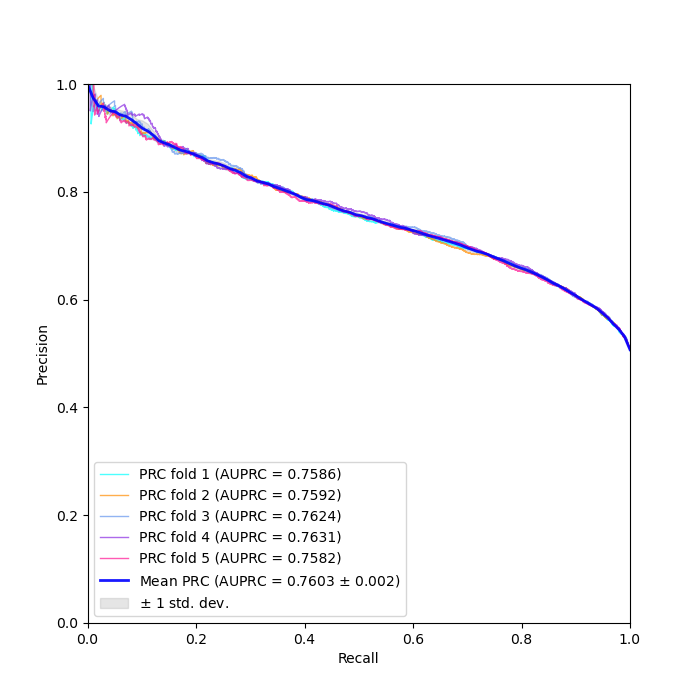 1.0
0.8
0.6
0.4
0.2
0.0
Precision
PRC fold 1 (AUPRC = 0.7586)
PRC fold 2 (AUPRC = 0.7592)
PRC fold 3 (AUPRC = 0.7624)
PRC fold 4 (AUPRC = 0.7631)
PRC fold 5 (AUPRC = 0.7582)
Mean PRC (AUPRC = 0.7603 ± 0.002)
± 1 std. dev.
0.0 0.2 0.4 0.6 0.8 1.0
Recall